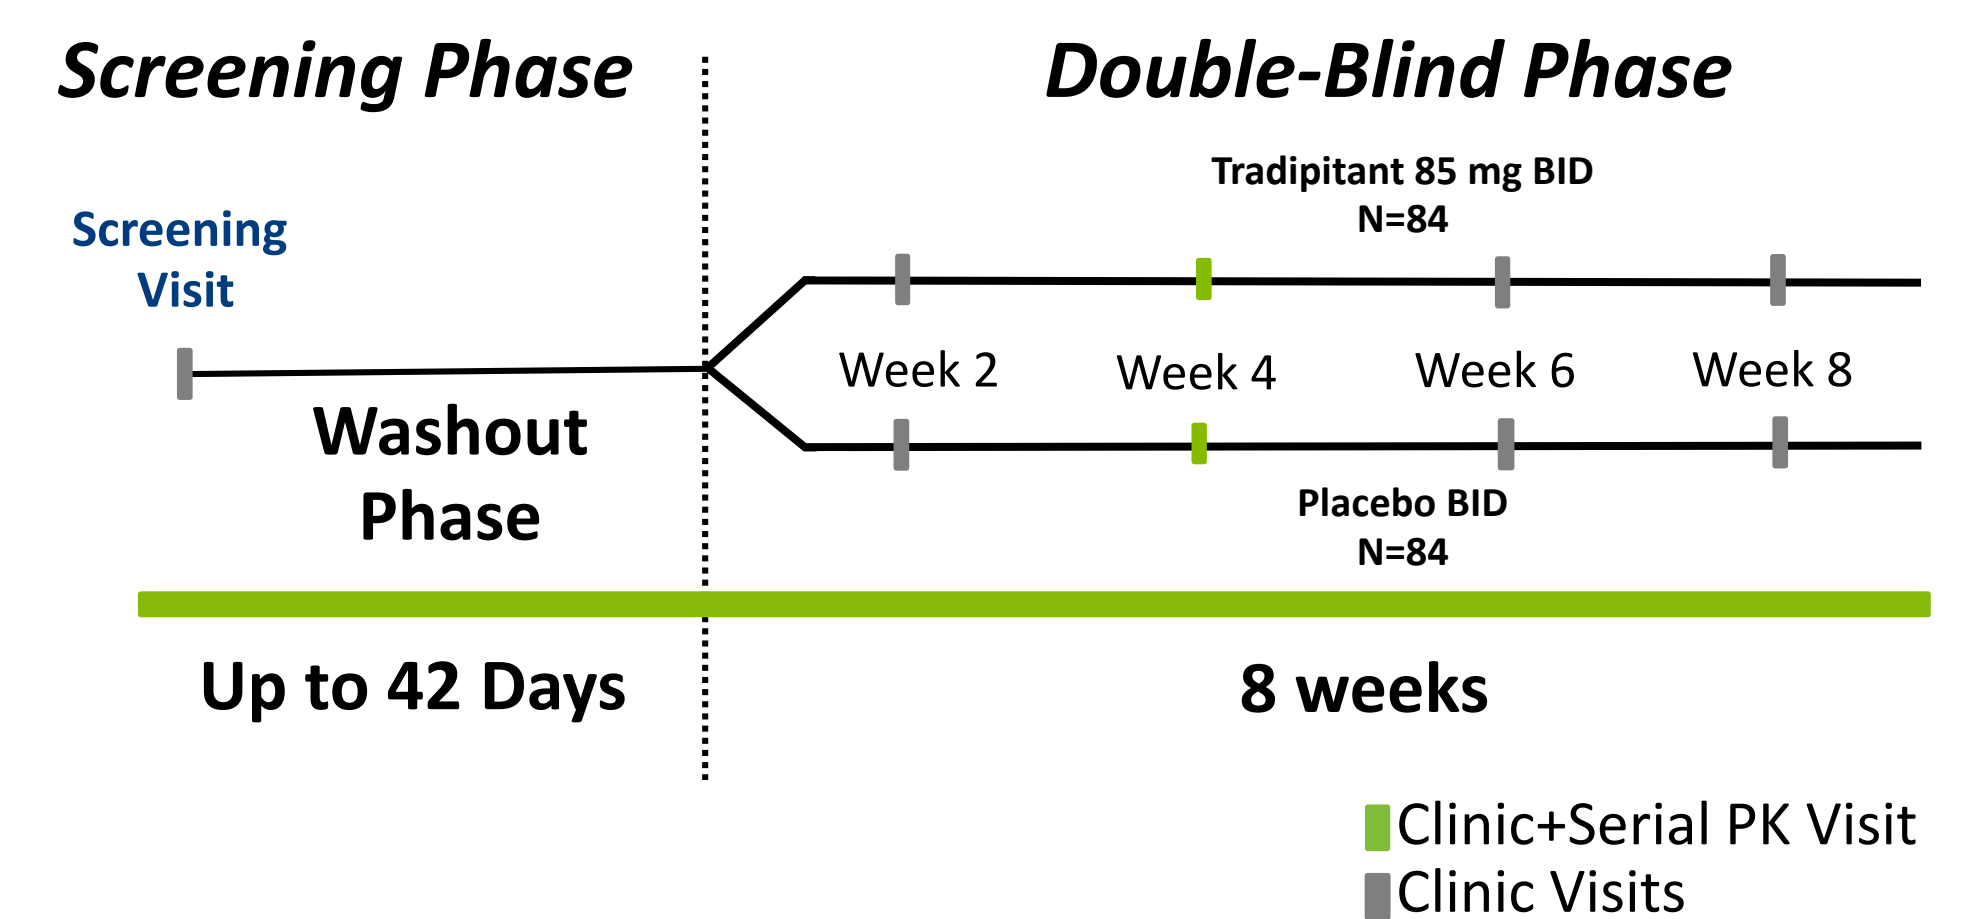 Screening Phase
Double-Blind Phase
Tradipitant 85 mg BID
N=84
Screening
Visit
Week 2
Week 4
Week 6
Week 8
Washout
Phase
Placebo BID
N=84
Up to 42 Days
8 weeks
Clinic+Serial PK Visit
Clinic Visits